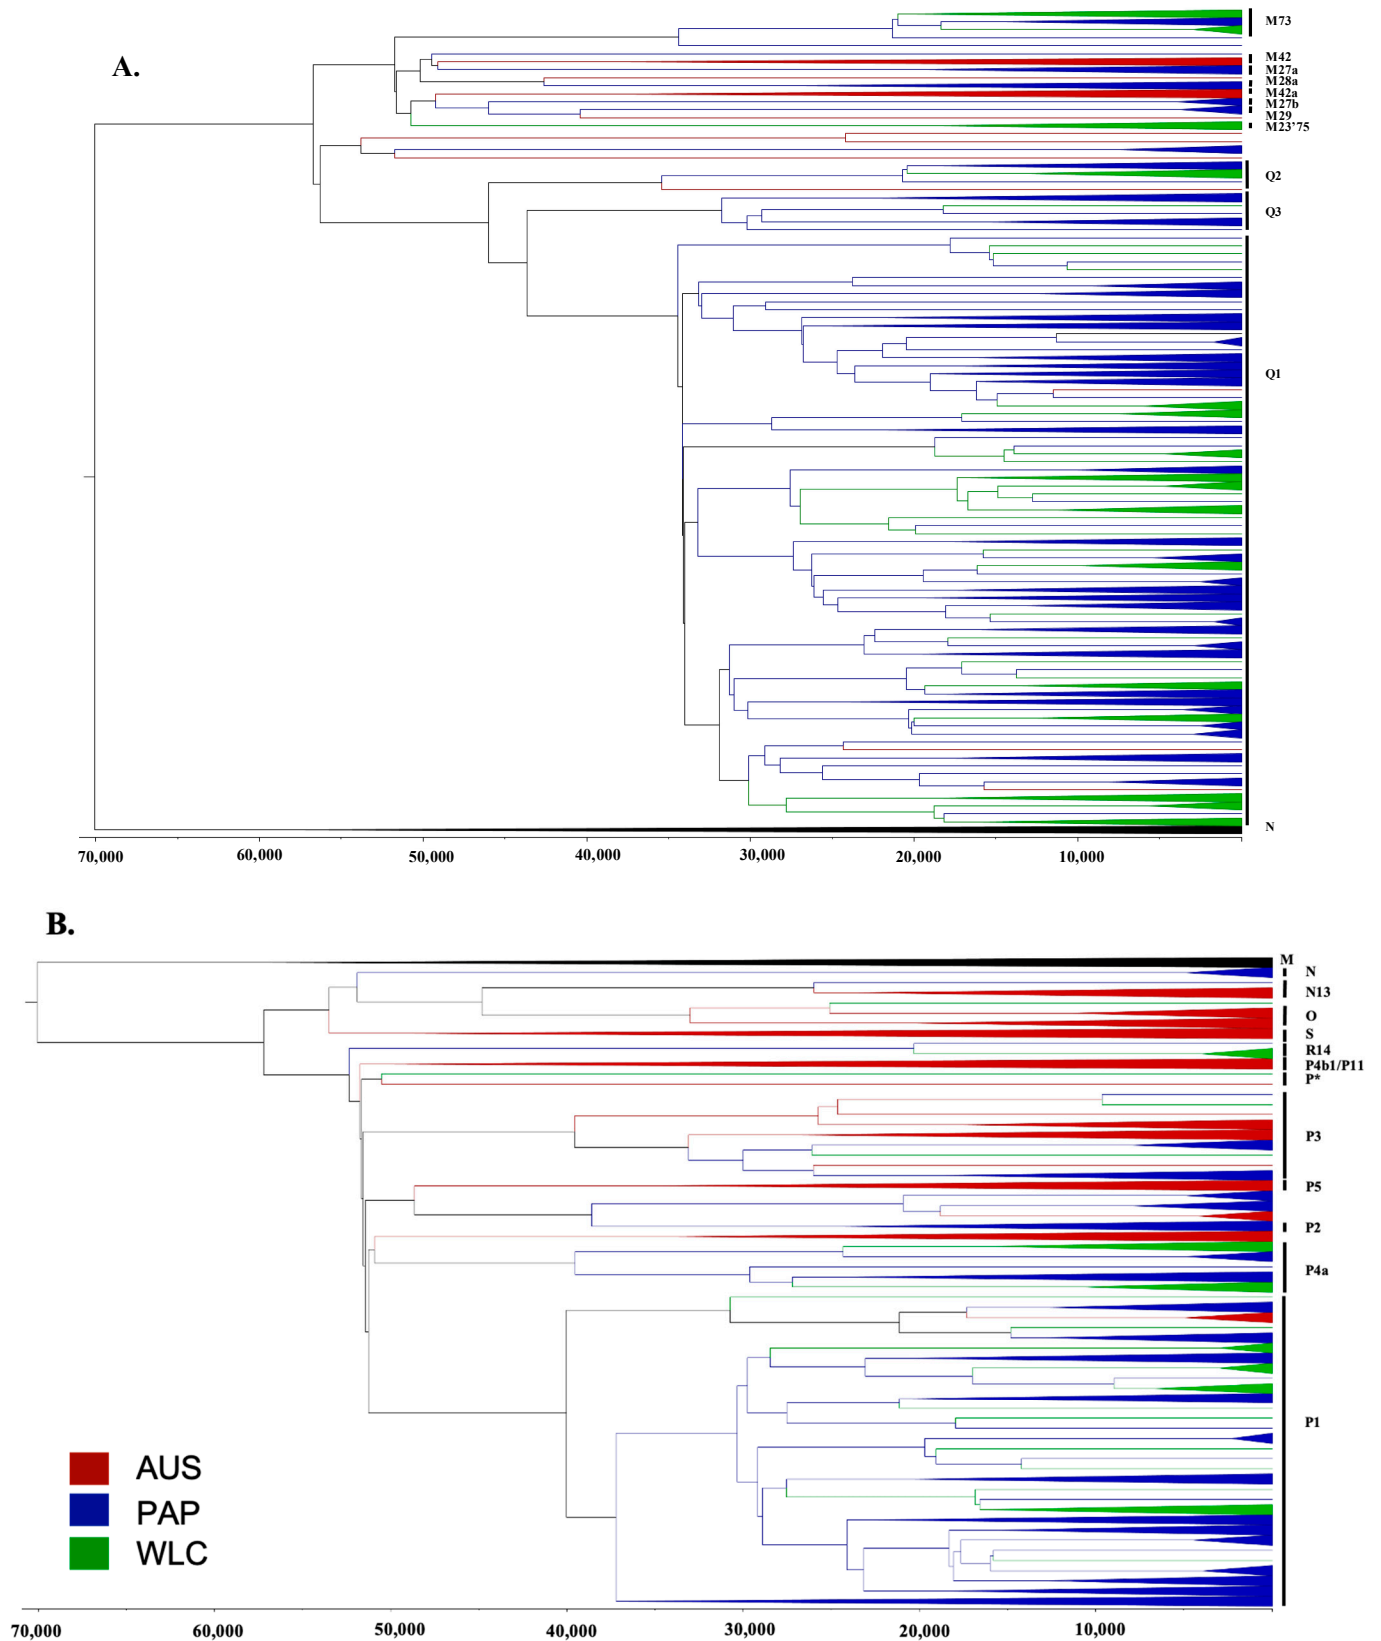 A.
M73
M42
M27a
M28a
M42a
M27b
M29
M23'75
Q2
Q3
Q1
N
70,000 60,000 50,000 40,000 30,000 20,000 10,000
B.
M
N
N13
O
S
R14
P4b1/P11
P*
P3
P5
P2
P4a
P1
AUS
PAP
WLC
70,000 60,000 50,000 40,000 30,000 20,000 10,000